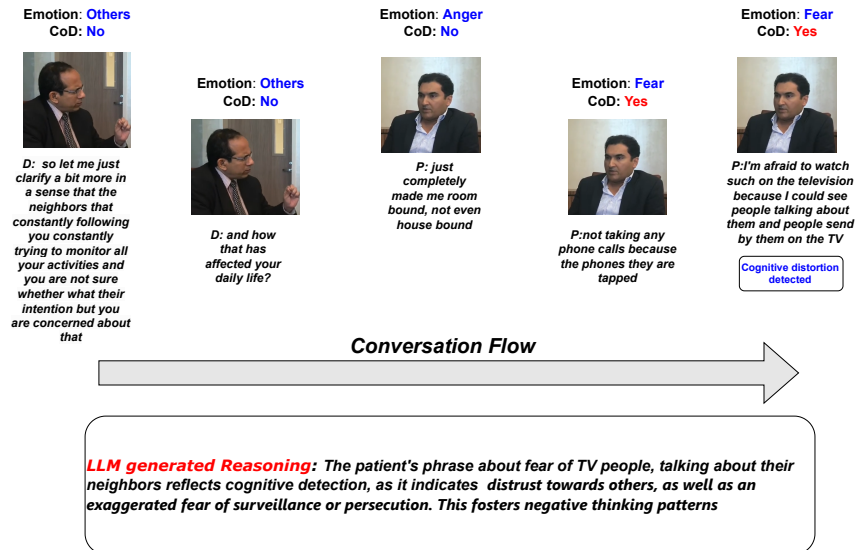 Emotion: Others
CoD: No
D: so let me just
clarify a bit more in
a sense that the
neighbors that
constantly following
you constantly
trying to monitor all
your activities and
you are not sure
whether what their
intention but you
are concerned about
that
Emotion: Others
CoD: No
D: and how
that has
affected your
daily life?
Emotion: Anger
CoD: No
P: just
completely
made me room
bound, not even
house bound
Emotion: Fear
CoD: Yes
P:not taking any
phone calls because
the phones they are
tapped
Emotion: Fear
CoD: Yes
P:I'm afraid to watch
such on the television
because I could see
people talking about
them and people send
by them on the TV
Cognitive distortion
detected
Conversation Flow
LLM generated Reasoning: The patient's phrase about fear of TV people, talking about their
neighbors reflects cognitive detection, as it indicates distrust towards others, as well as an
exaggerated fear of surveillance or persecution. This fosters negative thinking patterns